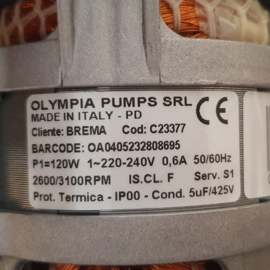 OLYMPIA PUMPS SRL
MADE IN ITALY - PD
Cliente: BREMA Cod: C23377
BARCODE: OA0405232808695
P1=120W 1~220-240V 0,6A 50/60Hz
2600/3100RPM IS.CL. F Serv. S1
Prot. Termica - IP00 - Cond. 5uF/425V
CE